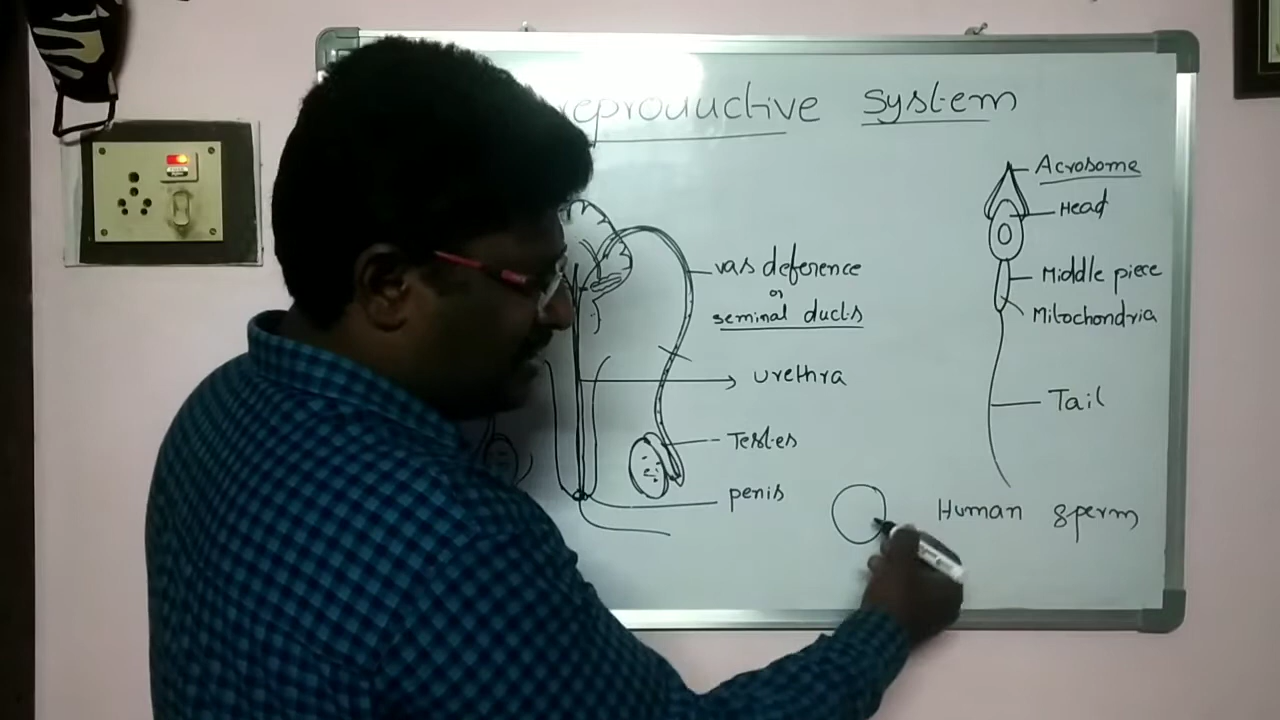 reproductive System
Acrosome
Head
vas deference
or
seminal ducts
Middle piece
Mitochondria
urethra
Tail
Testes
penis
Human sperm